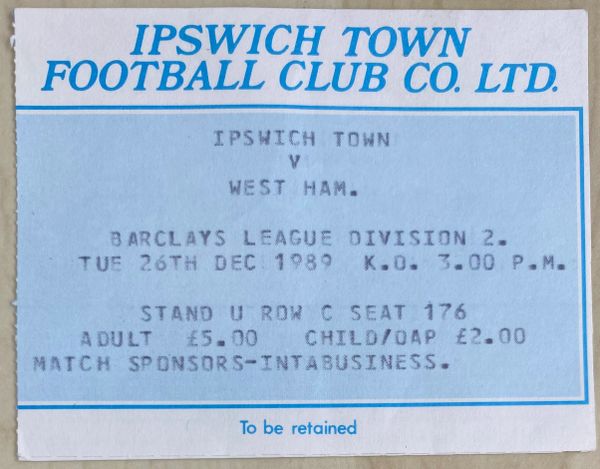 IPSWICH TOWN
FOOTBALL CLUB CO. LTD.
IPSWICH TOWN
V
WEST HAM.
BARCLAYS LEAGUE DIVISION 2.
TUE 26TH DEC 1989 K.O. 3.00 P.M.
STAND U ROW C SEAT 176
ADULT £5.00 CHILD/OAP £2.00
MATCH SPONSORS-INTABUSINESS.
To be retained